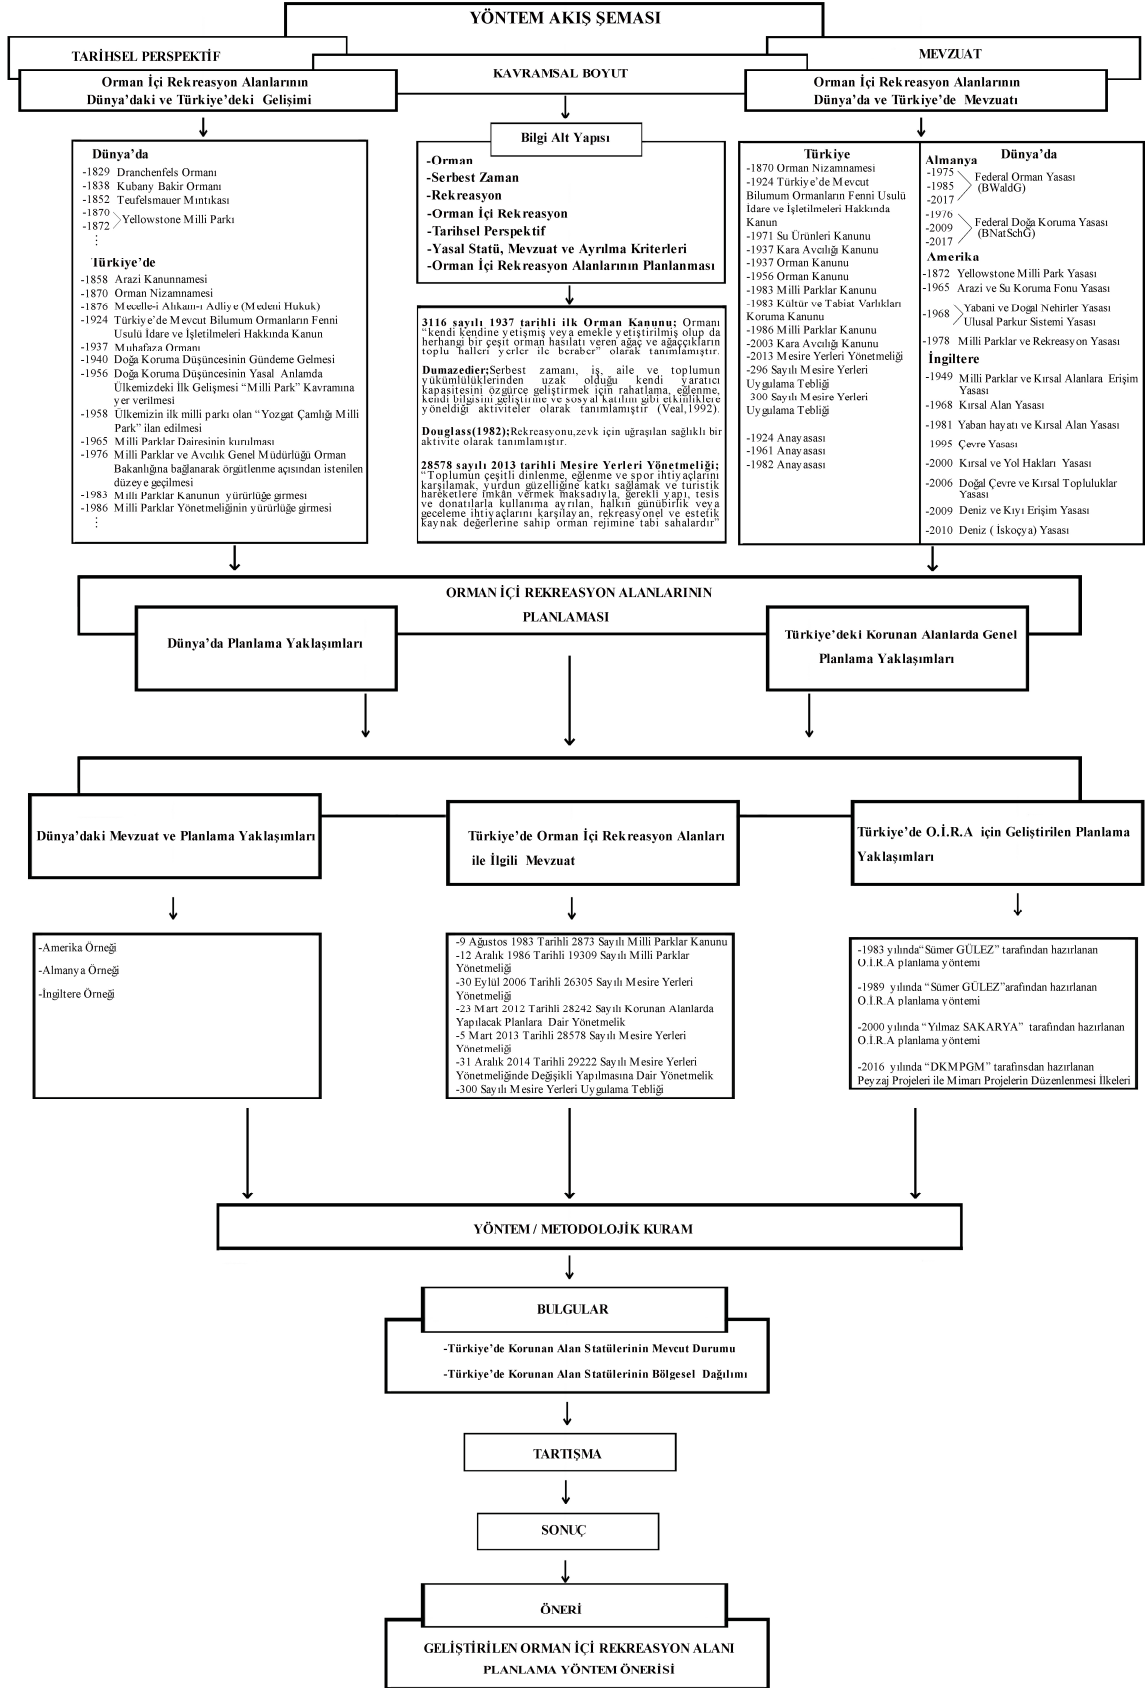 YÖNTEM AKIŞ ŞEMASI
TARİHSEL PERSPEKTİF
Orman İçi Rekreasyon Alanlarının
Dünya'daki ve Türkiye'deki Gelişimi
KAVRAMSAL BOYUT
MEVZUAT
Orman İçi Rekreasyon Alanlarının
Dünya'da ve Türkiye'de Mevzuatı
Dünya'da
-1829 Dranchenfels Ormanı
-1838 Kubany Bakir Ormanı
-1852 Teufelsmauer Mıntıkası
-1870
-1872
Yellowstone Milli Parkı
⋮
Türkiye'de
-1858 Arazi Kanunnamesi
-1870 Orman Nizamnamesi
-1876 Mecelle-i Ahkam-ı Adliye (Medeni Hukuk)
-1924 Türkiye'de Mevcut Bilumum Ormanların Fenni
Usulü İdare ve İşletilmeleri Hakkında Kanun
-1937 Muhafaza Ormanı
-1940 Doğa Koruma Düşüncesinin Gündeme Gelmesi
-1956 Doğa Koruma Düşüncesinin Yasal Anlamda
Ülkemizdeki İlk Gelişmesi "Milli Park" Kavramına
yer verilmesi
-1958 Ülkemizin ilk milli parkı olan "Yozgat Çamlığı Milli
Park" ilan edilmesi
-1965 Milli Parklar Dairesinin kurulması
-1976 Milli Parklar ve Avcılık Genel Müdürlüğü Orman
Bakanlığına bağlanarak örgütlenme açısından istenilen
düzeye geçilmesi
-1983 Milli Parklar Kanunun yürürlüğe girmesi
-1986 Milli Parklar Yönetmeliğinin yürürlüğe girmesi
⋮
Bilgi Alt Yapısı
-Orman
-Serbest Zaman
-Rekreasyon
-Orman İçi Rekreasyon
-Tarihsel Perspektif
-Yasal Statü, Mevzuat ve Ayrılma Kriterleri
-Orman İçi Rekreasyon Alanlarının Planlanması
3116 sayılı 1937 tarihli ilk Orman Kanunu; Ormanı
"kendi kendine yetişmiş veya emekle yetiştirilmiş olup da
herhangi bir çeşit orman hasılatı veren ağaç ve ağaççıkların
toplu halleri yerler ile beraber" olarak tanımlamıştır.
Dumazedier;Serbest zamanı, iş, aile ve toplumun
yükümlülüklerinden uzak olduğu kendi yaratıcı
kapasitesini özgürce geliştirmek için rahatlama, eğlenme,
kendi bilgisini geliştirme ve sosyal katılım gibi etkinliklere
yöneldiği aktiviteler olarak tanımlamıştır (Veal,1992).
Douglass(1982);Rekreasyonu,zevk için uğraşılan sağlıklı bir
aktivite olarak tanımlamıştır.
28578 sayılı 2013 tarihli Mesire Yerleri Yönetmeliği;
"Toplumun çeşitli dinlenme, eğlenme ve spor ihtiyaçlarını
karşılamak, yurdun güzelliğine katkı sağlamak ve turistik
hareketlere imkân vermek maksadıyla, gerekli yapı, tesis
ve donatılarla kullanıma ayrılan, halkın günübirlik veya
geceleme ihtiyaçlarını karşılayan, rekreasyonel ve estetik
kaynak değerlerine sahip orman rejimine tabi sahalardır"
Türkiye
-1870 Orman Nizamnamesi
-1924 Türkiye'de Mevcut
Bilumum Ormanların Fenni Usulü
İdare ve İşletilmeleri Hakkında
Kanun
-1971 Su Ürünleri Kanunu
-1937 Kara Avcılığı Kanunu
-1937 Orman Kanunu
-1956 Orman Kanunu
-1983 Milli Parklar Kanunu
-1983 Kültür ve Tabiat Varlıkları
Koruma Kanunu
-1986 Milli Parklar Kanunu
-2003 Kara Avcılığı Kanunu
-2013 Mesire Yerleri Yönetmeliği
-296 Sayılı Mesire Yerleri
Uygulama Tebliği
300 Sayılı Mesire Yerleri
Uygulama Tebliği
-1924 Anayasası
-1961 Anayasası
-1982 Anayasası
Dünya'da
Almanya
-1975
-1985
-2017
Federal Orman Yasası
(BWaldG)
-1976
-2009
-2017
Federal Doğa Koruma Yasası
(BNatSchG)
Amerika
-1872 Yellowstone Milli Park Yasası
-1965 Arazi ve Su Koruma Fonu Yasası
-1968
Yabani ve Doğal Nehirler Yasası
Ulusal Parkur Sistemi Yasası
-1978 Milli Parklar ve Rekreasyon Yasası
İngiltere
-1949 Milli Parklar ve Kırsal Alanlara Erişim
Yasası
-1968 Kırsal Alan Yasası
-1981 Yaban hayatı ve Kırsal Alan Yasası
1995 Çevre Yasası
-2000 Kırsal ve Yol Hakları Yasası
-2006 Doğal Çevre ve Kırsal Topluluklar
Yasası
-2009 Deniz ve Kıyı Erişim Yasası
-2010 Deniz ( İskoçya) Yasası
ORMAN İÇİ REKREASYON ALANLARININ
PLANLAMASI
Dünya'da Planlama Yaklaşımları
Türkiye'deki Korunan Alanlarda Genel
Planlama Yaklaşımları
Dünya'daki Mevzuat ve Planlama Yaklaşımları
Türkiye'de Orman İçi Rekreasyon Alanları
ile İlgili Mevzuat
Türkiye'de O.İ.R.A için Geliştirilen Planlama
Yaklaşımları
-Amerika Örneği
-Almanya Örneği
-İngiltere Örneği
-9 Ağustos 1983 Tarihli 2873 Sayılı Milli Parklar Kanunu
-12 Aralık 1986 Tarihli 19309 Sayılı Milli Parklar
Yönetmeliği
-30 Eylül 2006 Tarihli 26305 Sayılı Mesire Yerleri
Yönetmeliği
-23 Mart 2012 Tarihli 28242 Sayılı Korunan Alanlarda
Yapılacak Planlara Dair Yönetmelik
-5 Mart 2013 Tarihli 28578 Sayılı Mesire Yerleri
Yönetmeliği
-31 Aralık 2014 Tarihli 29222 Sayılı Mesire Yerleri
Yönetmeliğinde Değişikli Yapılmasına Dair Yönetmelik
-300 Sayılı Mesire Yerleri Uygulama Tebliği
-1983 yılında"Sümer GÜLEZ" tarafından hazırlanan
O.İ.R.A planlama yöntemi
-1989 yılında "Sümer GÜLEZ"arafından hazırlanan
O.İ.R.A planlama yöntemi
-2000 yılında "Yılmaz SAKARYA" tarafından hazırlanan
O.İ.R.A planlama yöntemi
-2016 yılında "DKMPGM" tarafınsdan hazırlanan
Peyzaj Projeleri ile Mimarı Projelerin Düzenlenmesi İlkeleri
YÖNTEM / METODOLOJİK KURAM
BULGULAR
-Türkiye'de Korunan Alan Statülerinin Mevcut Durumu
-Türkiye'de Korunan Alan Statülerinin Bölgesel Dağılımı
TARTIŞMA
SONUÇ
ÖNERİ
GELİŞTİRİLEN ORMAN İÇİ REKREASYON ALANI
PLANLAMA YÖNTEM ÖNERİSİ